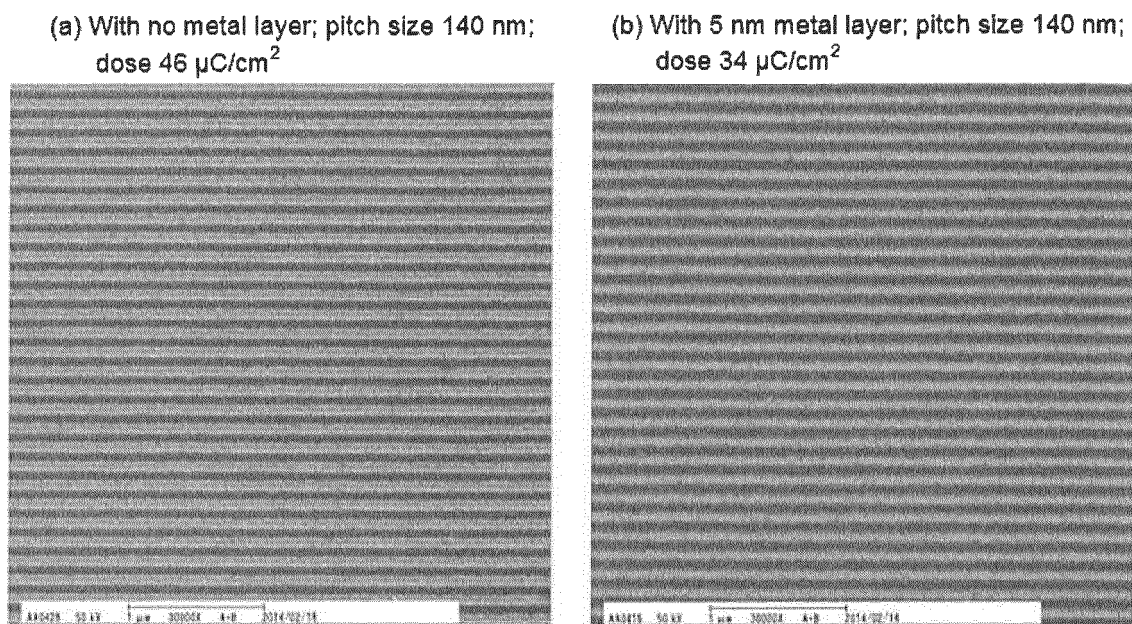 (a) With no metal layer; pitch size 140 nm;
dose 46 µC/cm²
(b) With 5 nm metal layer; pitch size 140 nm;
dose 34 µC/cm²
50 kV 1 µm 30000X A+B 2014/02/14
50 kV 1 µm 30000X A+B 2014/02/14